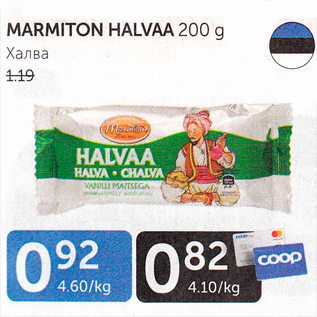 MARMITON HALVAA 200 g
Халва
1.19
Marmiton
HALVAA
HALVA • CHALVA
VANILLI MAITSEGA
0 92
4.60/kg
0 82
4.10/kg
coop